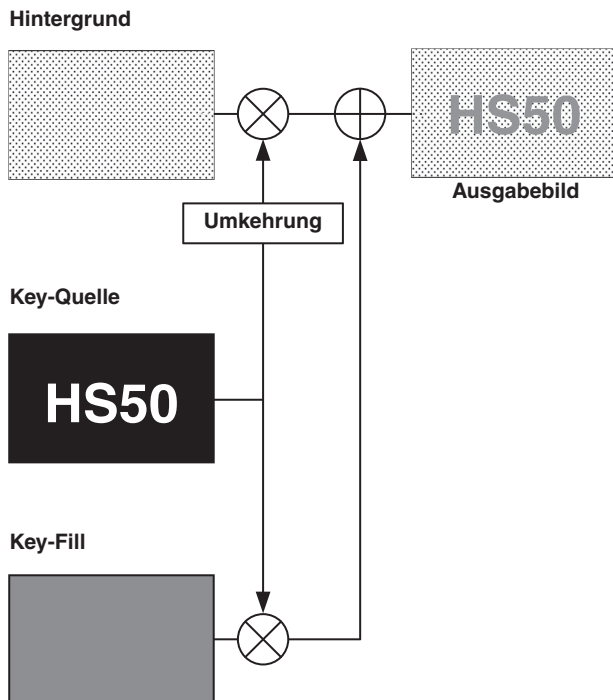 Hintergrund
HS50
Ausgabebild
Umkehrung
Key-Quelle
HS50
Key-Fill